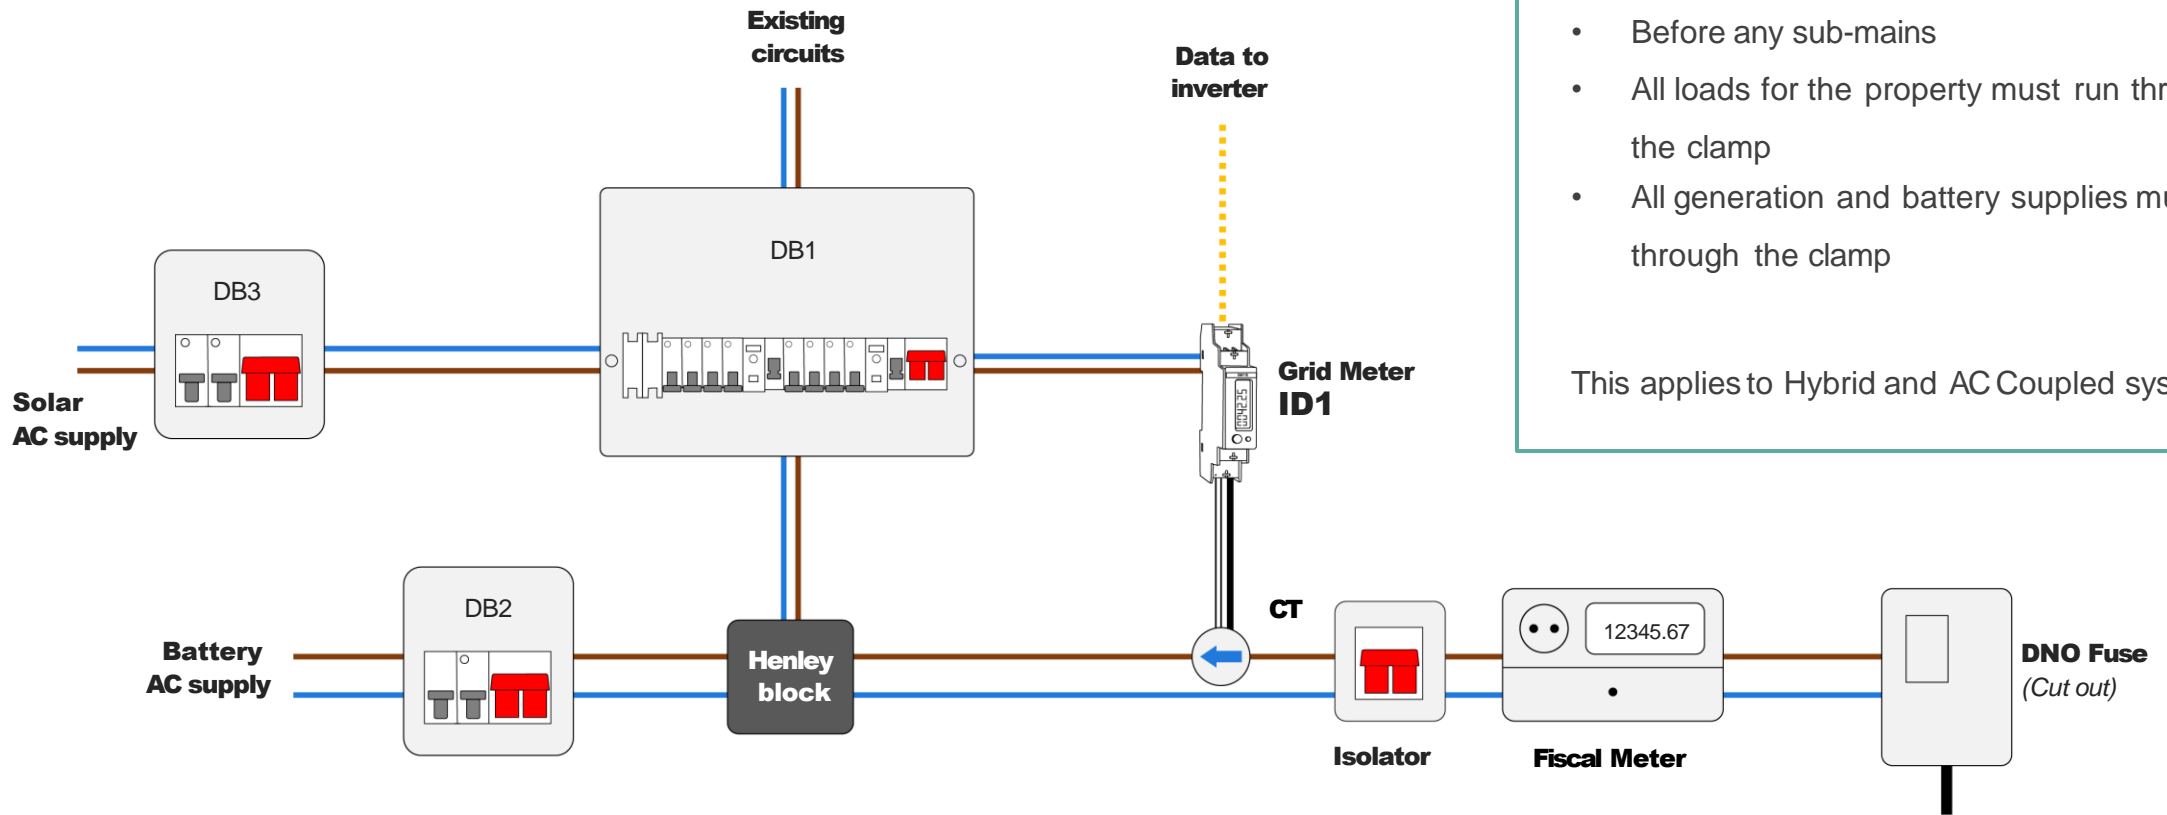 Existing
circuits
Data to
inverter
• Before any sub-mains
• All loads for the property must run thr
the clamp
• All generation and battery supplies mu
through the clamp
This applies to Hybrid and AC Coupled sys
DB1
DB3
Solar
AC supply
Grid Meter
ID1
DB2
Battery
AC supply
Henley
block
CT
12345.67
DNO Fuse
(Cut out)
Isolator
Fiscal Meter